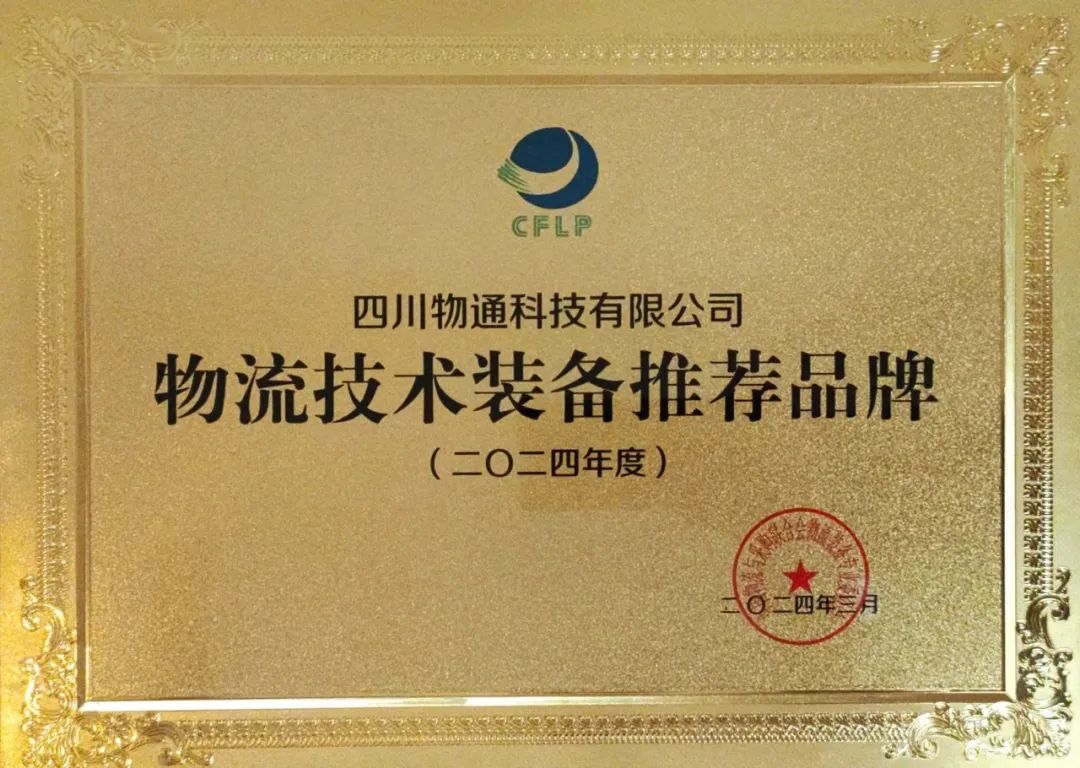 CFLP
四川物通科技有限公司
物流技术装备推荐品牌
（二〇二四年度）
二〇二四年三月